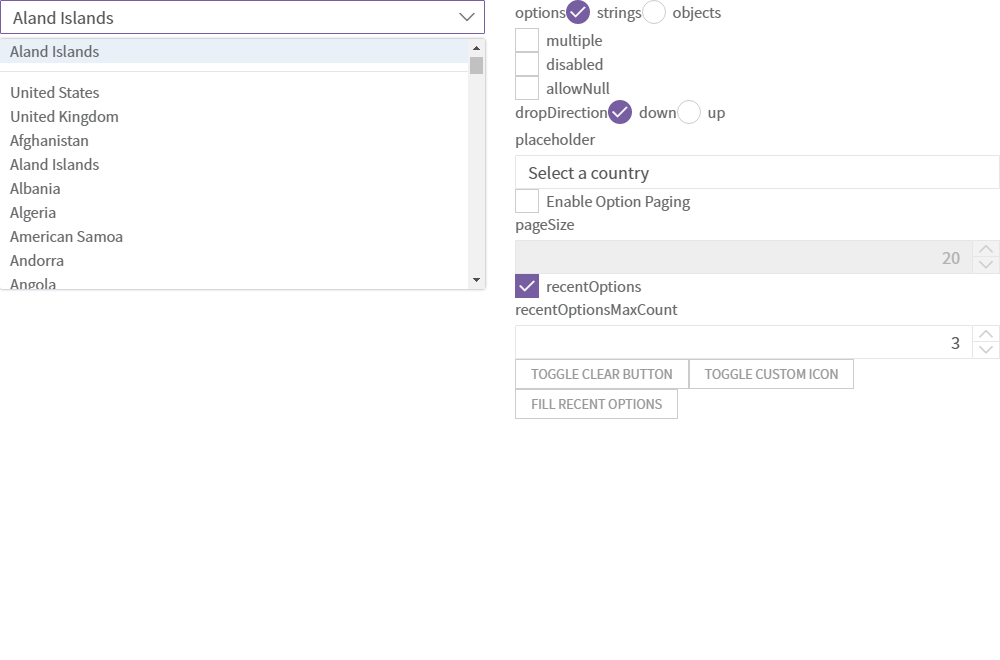 Aland Islands
Aland Islands
United States
United Kingdom
Afghanistan
Aland Islands
Albania
Algeria
American Samoa
Andorra
Angola
options strings objects
multiple
disabled
allowNull
dropDirection down up
placeholder
Select a country
Enable Option Paging
pageSize
20
recentOptions
recentOptionsMaxCount
3
TOGGLE CLEAR BUTTON TOGGLE CUSTOM ICON
FILL RECENT OPTIONS